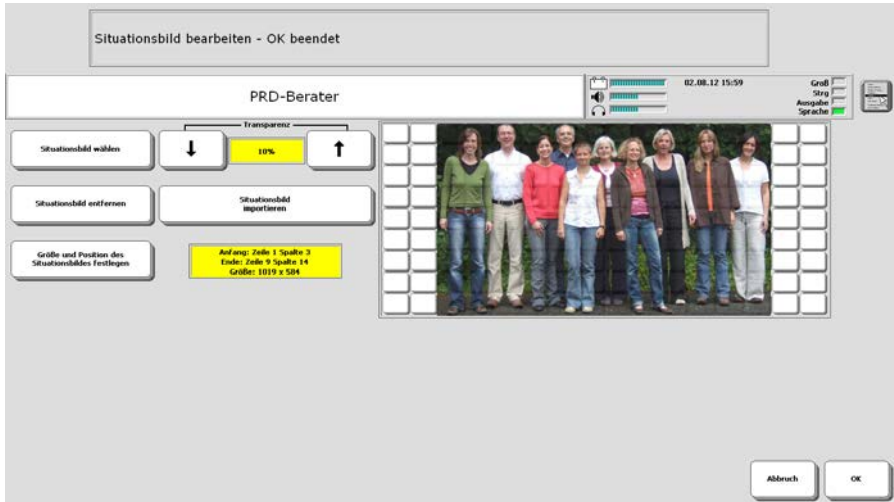 Situationsbild bearbeiten - OK beendet
PRD-Berater
02.08.12 15:59
Groß
Strg
Ausgabe
Sprache
Situationsbild wählen
Transparenz
10%
Situationsbild entfernen
Situationsbild
importieren
Größe und Position des
Situationsbildes festlegen
Anfang: Zeile 1 Spalte 3
Ende: Zeile 9 Spalte 14
Größe: 1019 x 584
Abbruch
OK